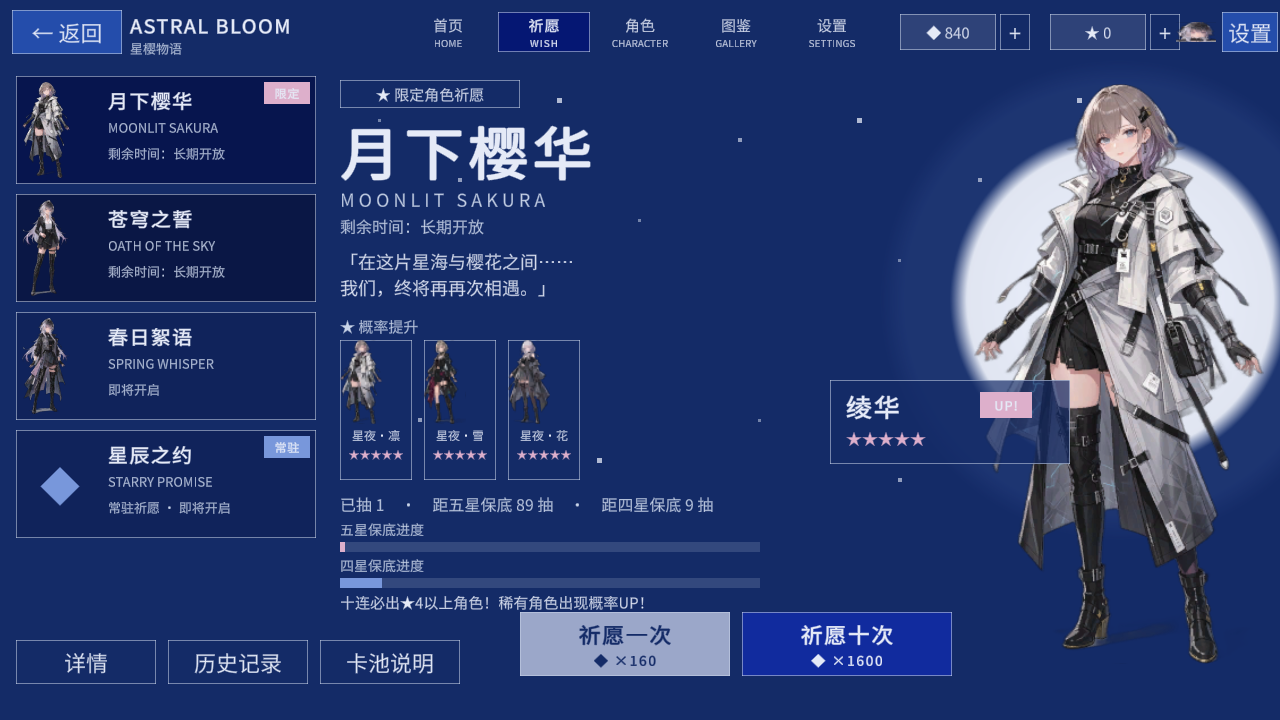 ← 返回
ASTRAL BLOOM
星樱物语
首页
HOME
祈愿
WISH
角色
CHARACTER
图鉴
GALLERY
设置
SETTINGS
◆ 840
+
★ 0
+
设置
月下樱华
限定
MOONLIT SAKURA
剩余时间：长期开放
苍穹之誓
OATH OF THE SKY
剩余时间：长期开放
春日絮语
SPRING WHISPER
即将开启
星辰之约
常驻
STARRY PROMISE
常驻祈愿 · 即将开启
★ 限定角色祈愿
月下樱华
MOONLIT SAKURA
剩余时间：长期开放
「在这片星海与樱花之间……
我们，终将再再次相遇。」
★ 概率提升
星夜·凛
★★★★★
星夜·雪
★★★★★
星夜·花
★★★★★
已抽 1 · 距五星保底 89 抽 · 距四星保底 9 抽
五星保底进度
四星保底进度
十连必出★4以上角色！稀有角色出现概率UP！
绫华
UP!
★★★★★
详情
历史记录
卡池说明
祈愿一次
◆ ×160
祈愿十次
◆ ×1600